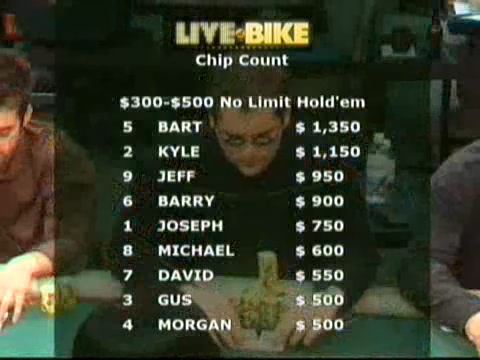 LIVE at BIKE
Chip Count
$300-$500 No Limit Hold'em
5 BART $ 1,350
2 KYLE $ 1,150
9 JEFF $ 950
6 BARRY $ 900
1 JOSEPH $ 750
8 MICHAEL $ 600
7 DAVID $ 550
3 GUS $ 500
4 MORGAN $ 500